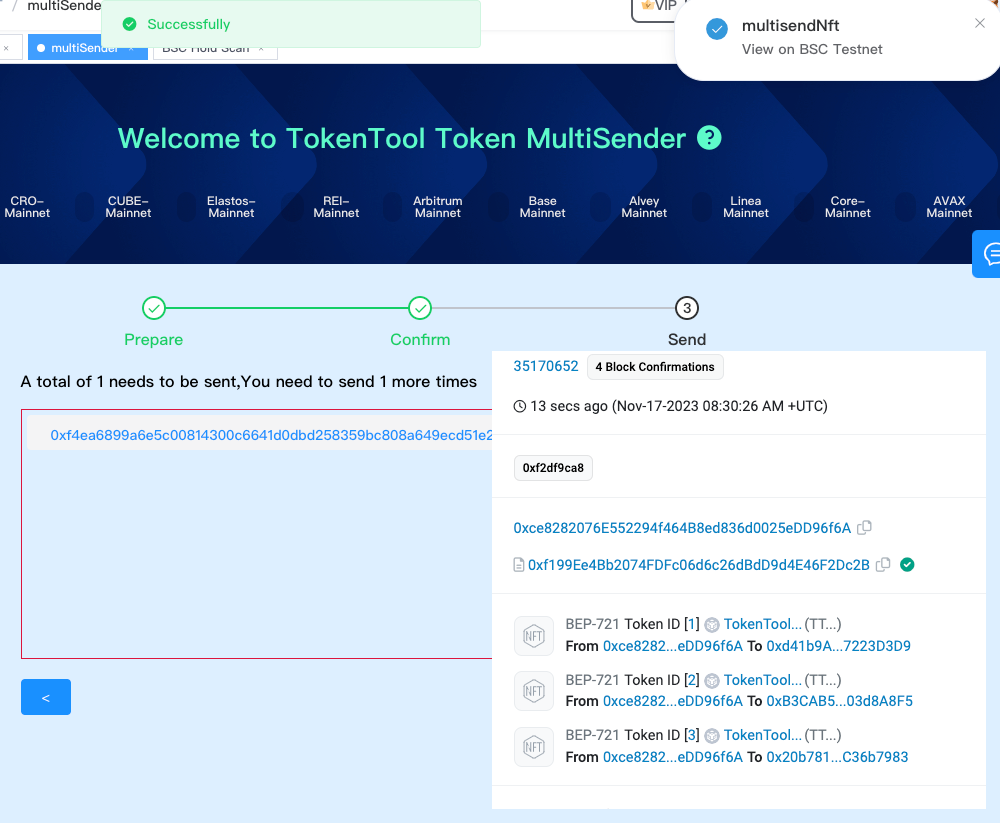 / multiSende
Successfully
VIP
multisendNft
View on BSC Testnet
multiSender ×
BSC Hold Scan ×
Welcome to TokenTool Token MultiSender ?
CRO-
Mainnet
CUBE-
Mainnet
Elastos-
Mainnet
REI-
Mainnet
Arbitrum
Mainnet
Base
Mainnet
Alvey
Mainnet
Linea
Mainnet
Core-
Mainnet
AVAX
Mainnet
3
Prepare
Confirm
Send
A total of 1 needs to be sent,You need to send 1 more times
0xf4ea6899a6e5c00814300c6641d0dbd258359bc808a649ecd51e2
<
35170652 4 Block Confirmations
13 secs ago (Nov-17-2023 08:30:26 AM +UTC)
0xf2df9ca8
0xce8282076E552294f464B8ed836d0025eDD96f6A
0xf199Ee4Bb2074FDFc06d6c26dBdD9d4E46F2Dc2B
NFT
BEP-721 Token ID [1] TokenTool... (TT...)
From 0xce8282...eDD96f6A To 0xd41b9A...7223D3D9
NFT
BEP-721 Token ID [2] TokenTool... (TT...)
From 0xce8282...eDD96f6A To 0xB3CAB5...03d8A8F5
NFT
BEP-721 Token ID [3] TokenTool... (TT...)
From 0xce8282...eDD96f6A To 0x20b781...C36b7983